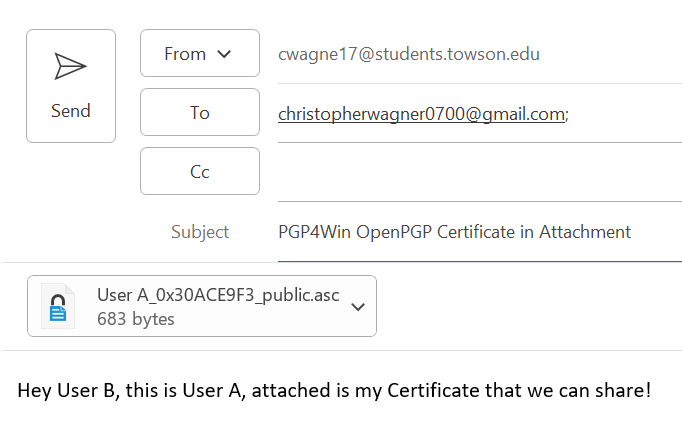 From
cwagne17@students.towson.edu
Send
To
christopherwagner0700@gmail.com;
Cc
Subject
PGP4Win OpenPGP Certificate in Attachment
User A_0x30ACE9F3_public.asc
683 bytes
Hey User B, this is User A, attached is my Certificate that we can share!